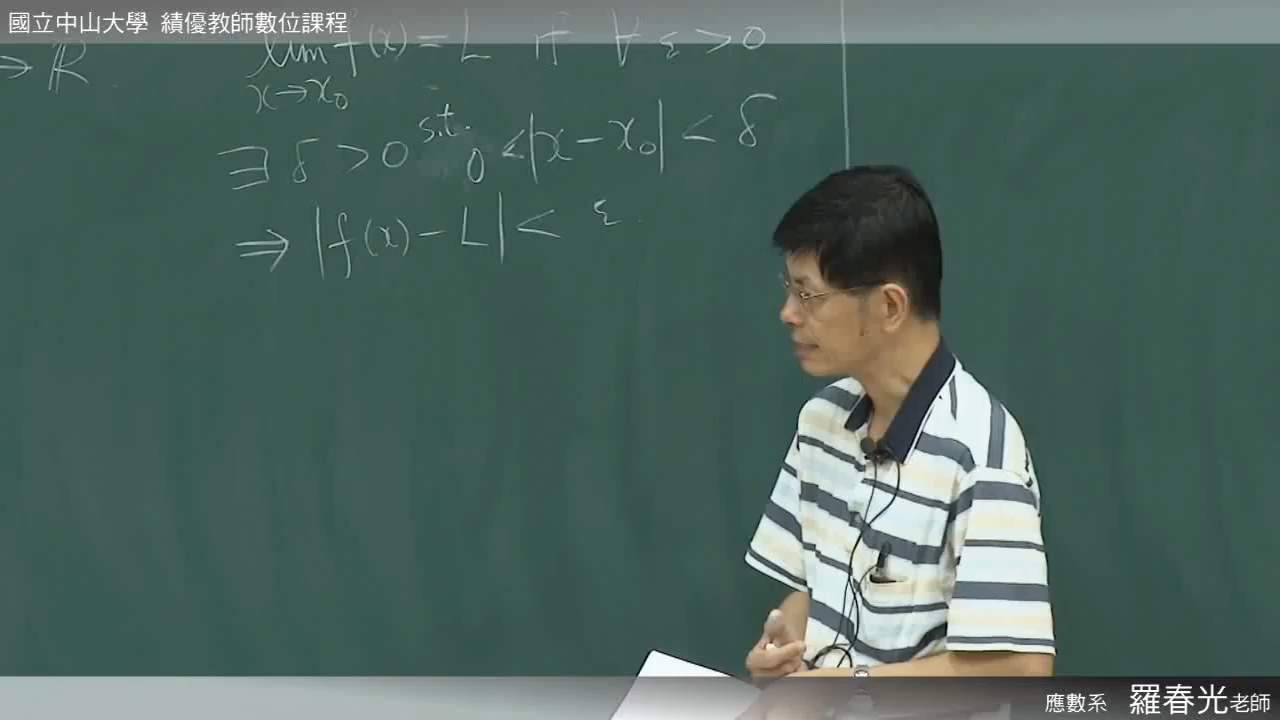 國立中山大學 績優教師數位課程
→ ℝ.
lim f(x) = L if ∀ ε > 0
x→x₀
∃ δ > 0 s.t. 0 < |x - x₀| < δ
⇒ |f(x) - L| < ε.
應數系 羅春光老師